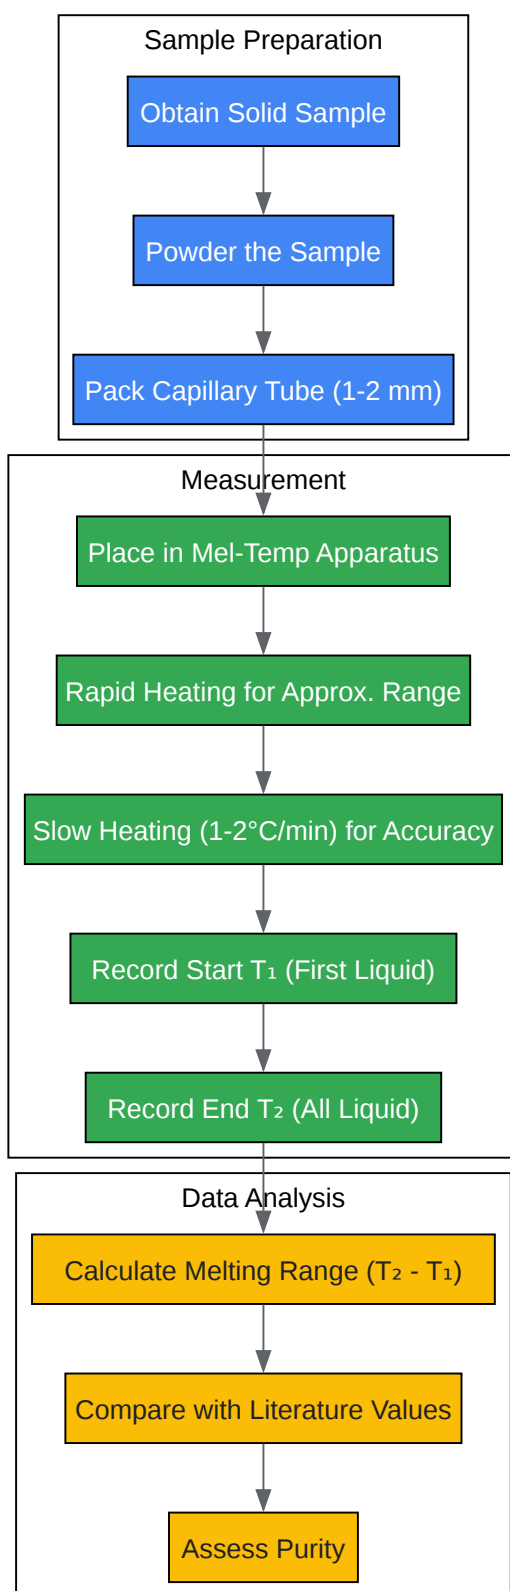 Sample Preparation
Obtain Solid Sample
Powder the Sample
Pack Capillary Tube (1-2 mm)
Measurement
Place in Mel-Temp Apparatus
Rapid Heating for Approx. Range
Slow Heating (1-2°C/min) for Accuracy
Record Start T₁ (First Liquid)
Record End T₂ (All Liquid)
Data Analysis
Calculate Melting Range (T₂ - T₁)
Compare with Literature Values
Assess Purity